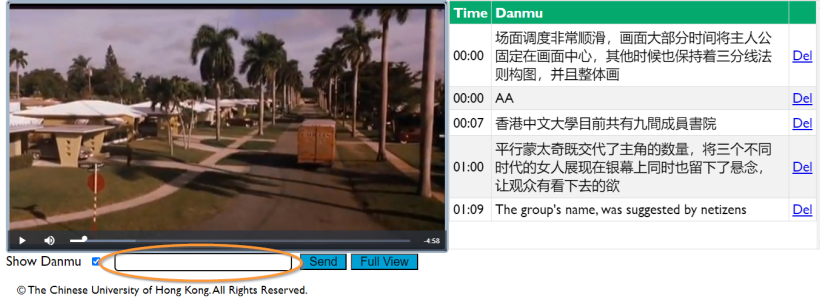 Time Danmu
00:00 场面调度非常顺滑，画面大部分时间将主人公
固定在画面中心，其他时候也保持着三分线法
则构图，并且整体画 Del
00:00 AA Del
00:07 香港中文大學目前共有九間成員書院 Del
01:00 平行蒙太奇既交代了主角的数量，将三个不同
时代的女人展现在银幕上同时也留下了悬念，
让观众有看下去的欲 Del
01:09 The group's name, was suggested by netizens Del
-4:58
Show Danmu Send Full View
© The Chinese University of Hong Kong. All Rights Reserved.